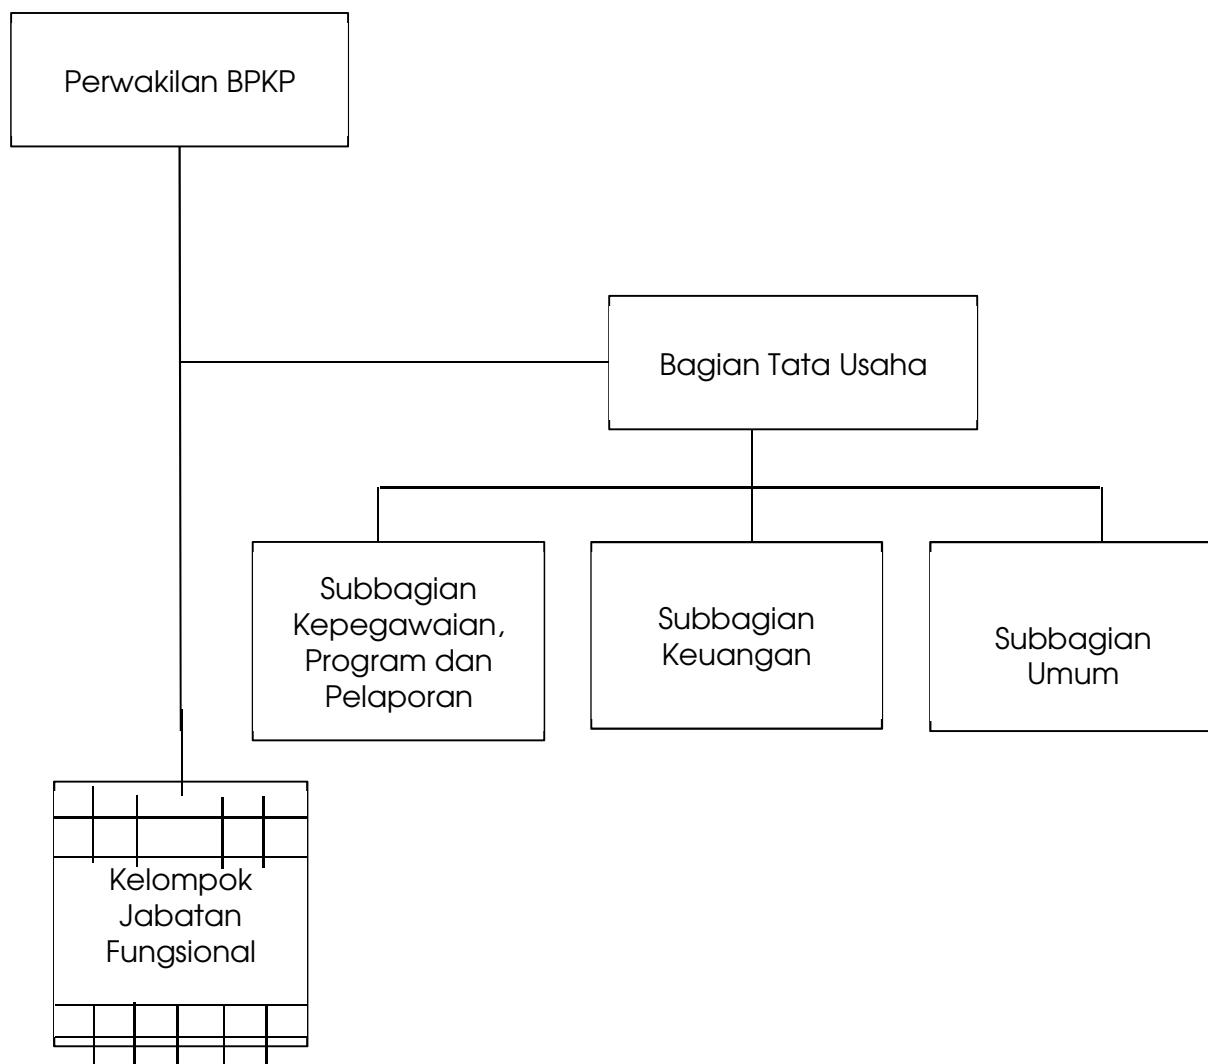 Perwakilan BPKP
Bagian Tata Usaha
Subbagian
Kepegawaian,
Program dan
Pelaporan
Subbagian
Keuangan
Subbagian
Umum
Kelompok
Jabatan
Fungsional